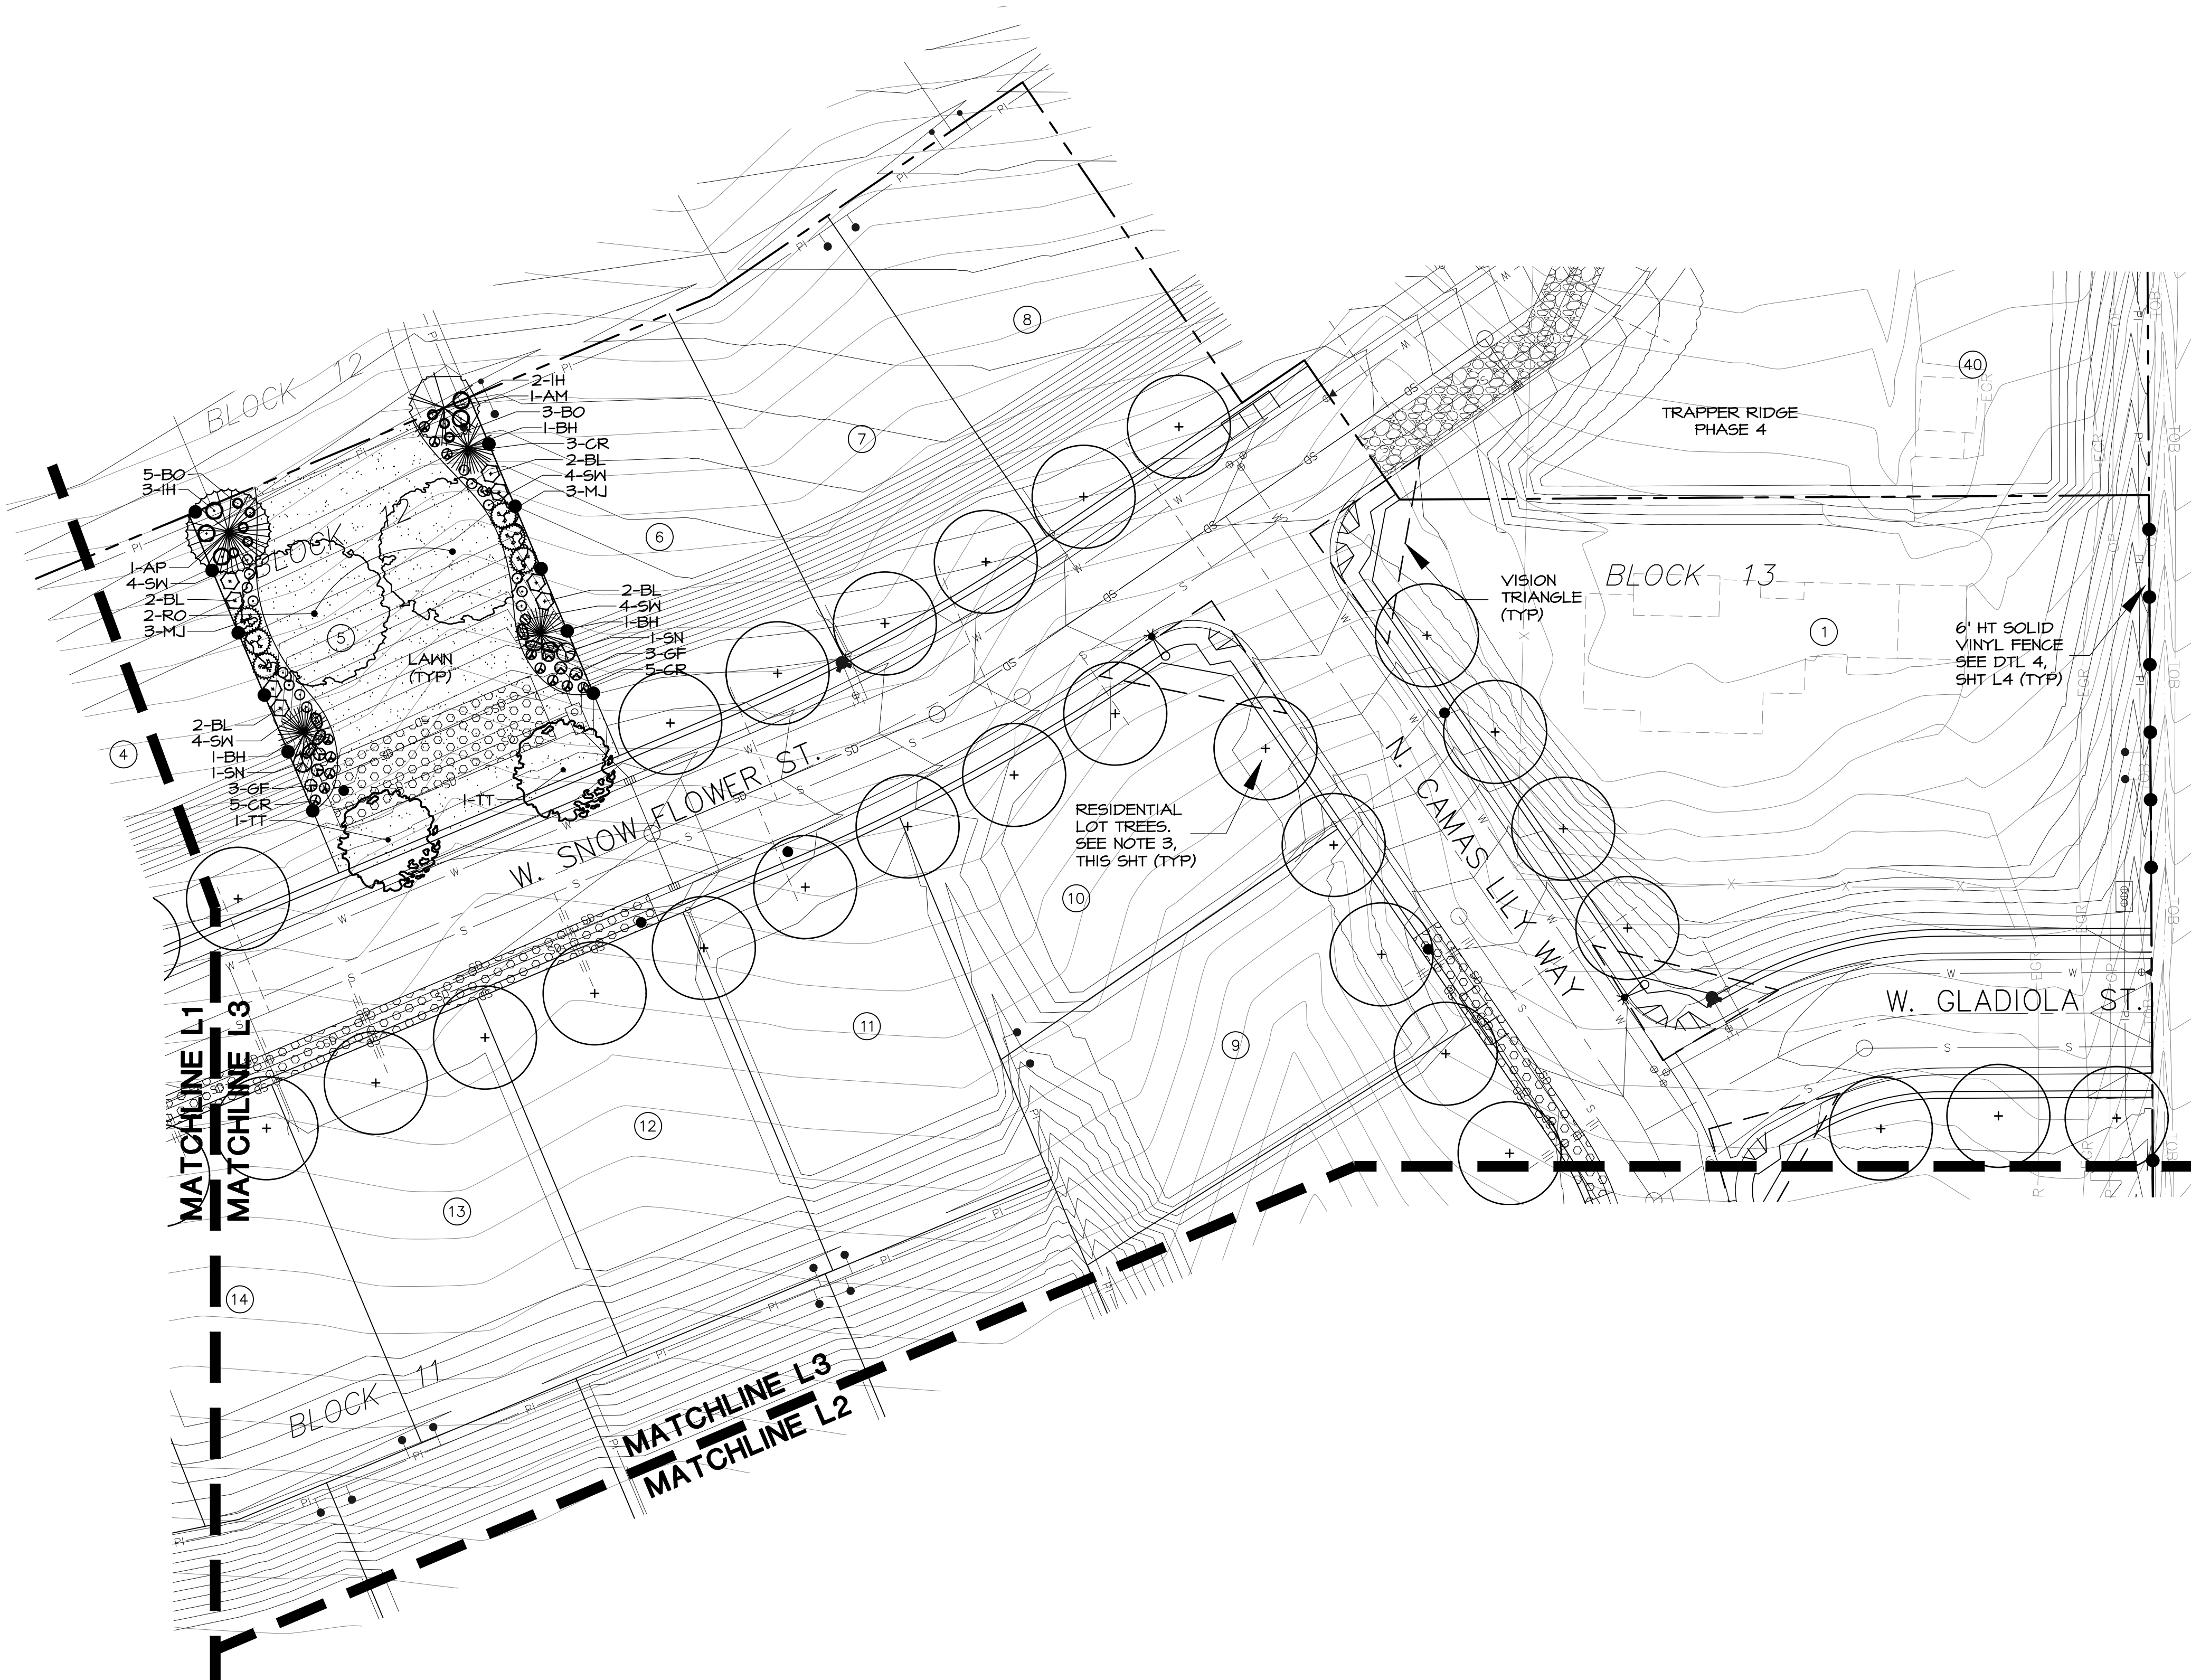 BLOCK 12
8
40
TRAPPER RIDGE
PHASE 4
2-IH
1-AM
3-BO
1-BH
3-CR
2-BL
4-SW
3-MJ
7
5-BO
3-IH
BLOCK 12
6
1-AP
4-SW
2-BL
2-RO
3-MJ
5
LAWN
(TYP)
2-BL
4-SW
1-BH
1-SN
3-GF
5-CR
VISION
TRIANGLE
(TYP)
BLOCK 13
1
6' HT SOLID
VINYL FENCE
SEE DTL 4,
SHT L4 (TYP)
4
2-BL
4-SW
1-BH
1-SN
3-GF
5-CR
1-TT
1-TT
W. SNOW FLOWER ST.
N. CAMAS LILY WAY
RESIDENTIAL
LOT TREES.
SEE NOTE 3,
THIS SHT (TYP)
10
W. GLADIOLA ST.
11
9
12
13
14
MATCHLINE L1
MATCHLINE L3
BLOCK 11
MATCHLINE L3
MATCHLINE L2